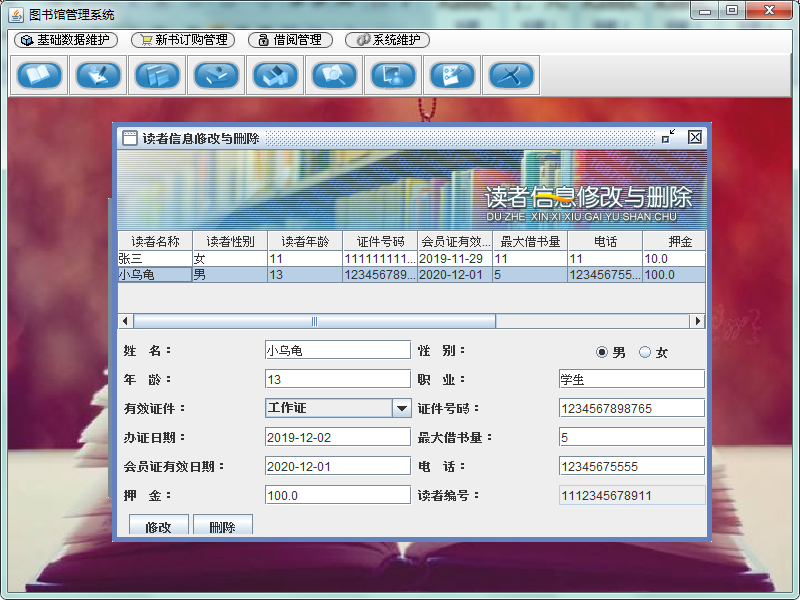 图书馆管理系统
基础数据维护 新书订购管理 借阅管理 系统维护
读者信息修改与删除
读者信息修改与删除
DU ZHE XIN XI XIU GAI YU SHAN CHU
读者名称 读者性别 读者年龄 证件号码 会员证有效... 最大借书量 电话 押金
张三 女 11 111111111... 2019-11-29 11 11 10.0
小乌龟 男 13 123456789... 2020-12-01 5 123456755... 100.0
姓 名： 小乌龟 性 别： 男 女
年 龄： 13 职 业： 学生
有效证件： 工作证 证件号码： 1234567898765
办证日期： 2019-12-02 最大借书量： 5
会员证有效日期： 2020-12-01 电 话： 12345675555
押 金： 100.0 读者编号： 1112345678911
修改 删除